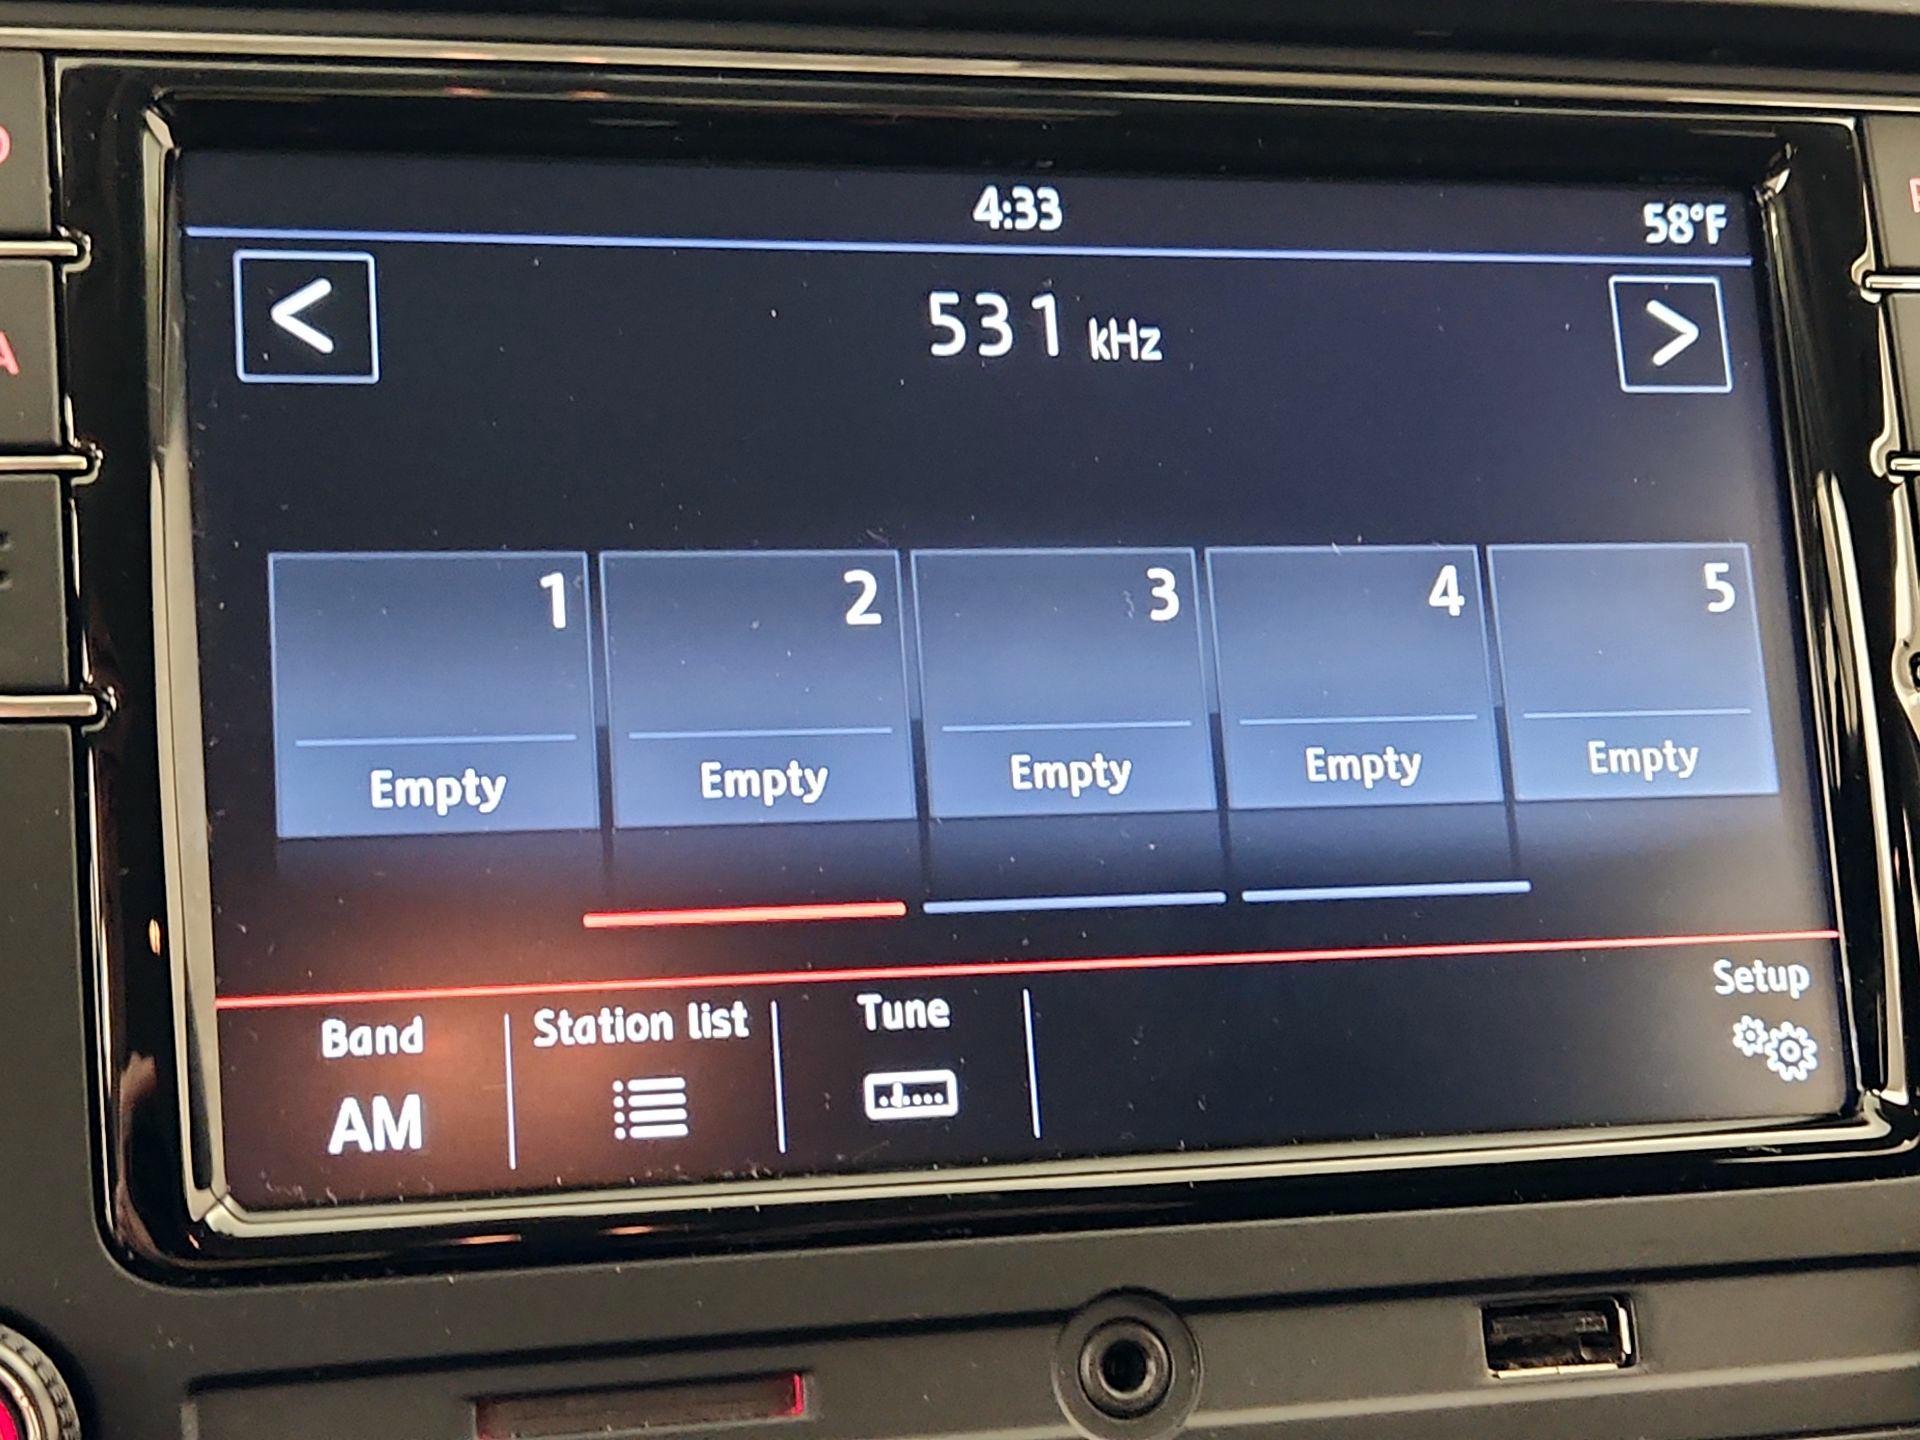 4:33
58°F
<
531 kHz
>
1
2
3
4
5
Empty
Empty
Empty
Empty
Empty
Band
Station list
Tune
Setup
AM
A